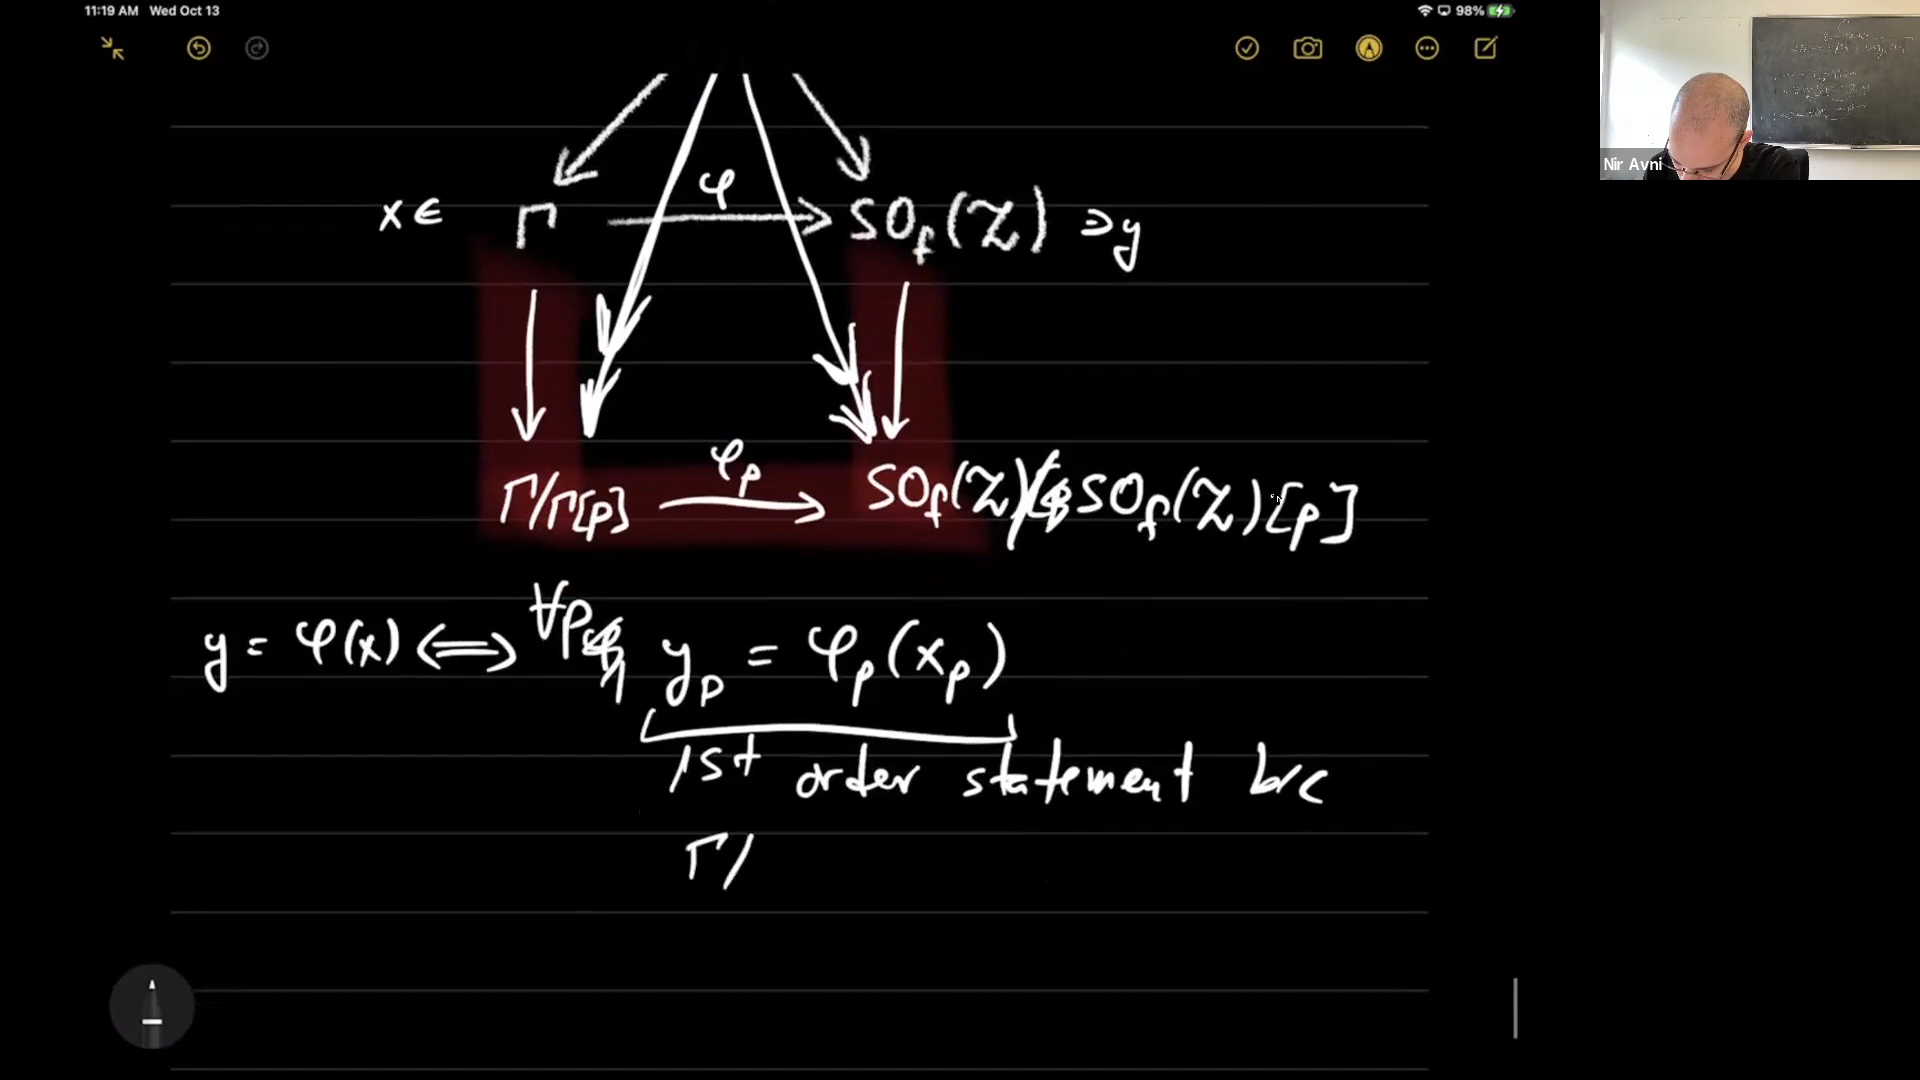 11:19 AM Wed Oct 13
98%
Nir Avni
φ
x ∈ Γ → SO_f(ℤ) ∋ y
φ_p
Γ/Γ[p] → SO_f(ℤ)/SO_f(ℤ)[p]
y = φ(x) ⟺ ∀p y_p = φ_p(x_p)
1st order statement b/c
Γ/